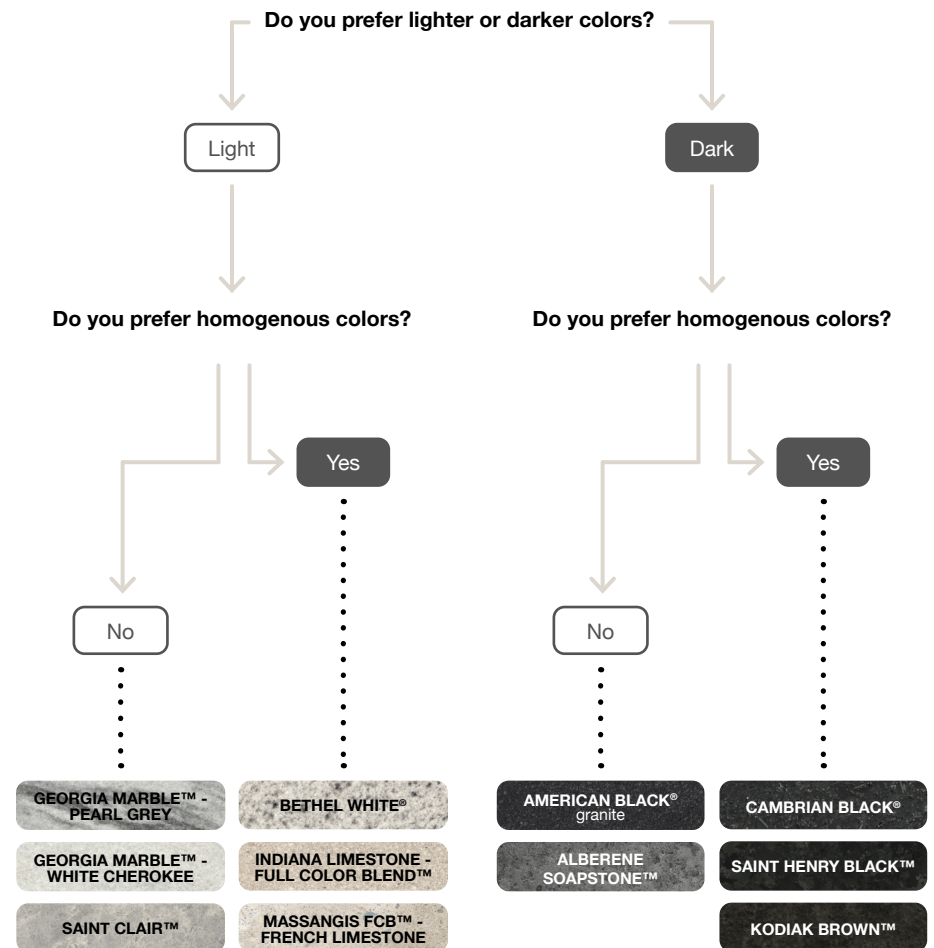 Do you prefer lighter or darker colors?
Light
Dark
Do you prefer homogenous colors?
Do you prefer homogenous colors?
Yes
Yes
No
No
GEORGIA MARBLE™ -
PEARL GREY
BETHEL WHITE®
AMERICAN BLACK®
granite
CAMBRIAN BLACK®
GEORGIA MARBLE™ -
WHITE CHEROKEE
INDIANA LIMESTONE -
FULL COLOR BLEND™
ALBERENE
SOAPSTONE™
SAINT HENRY BLACK™
SAINT CLAIR™
MASSANGIS FCB™ -
FRENCH LIMESTONE
KODIAK BROWN™